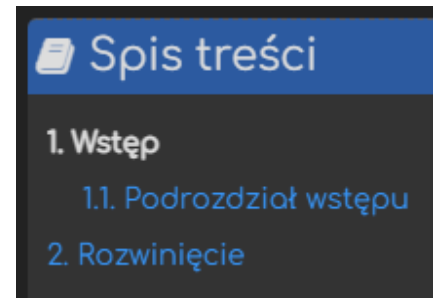 Spis treści
1. Wstęp
1.1. Podrozdział wstępu
2. Rozwinięcie